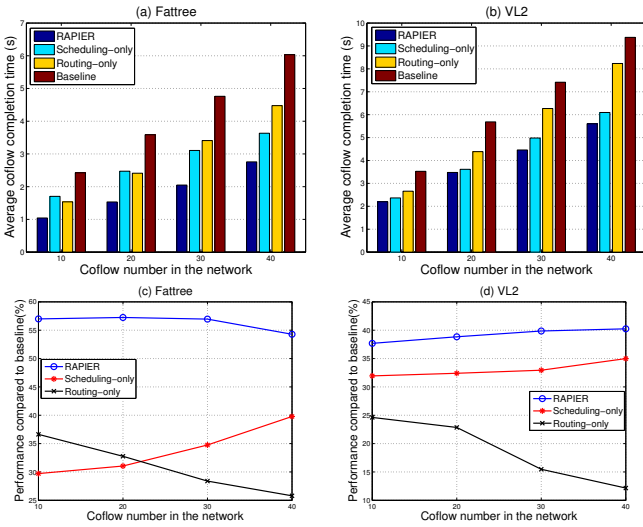 (a) Fattree
Average coflow completion time (s)
7
6
5
4
3
2
1
0
RAPIER
Scheduling-only
Routing-only
Baseline
10 20 30 40
Coflow number in the network
(b) VL2
Average coflow completion time (s)
10
9
8
7
6
5
4
3
2
1
0
RAPIER
Scheduling-only
Routing-only
Baseline
10 20 30 40
Coflow number in the network
(c) Fattree
Performance compared to baseline(%)
60
55
50
45
40
35
30
25
RAPIER
Scheduling-only
Routing-only
10 20 30 40
Coflow number in the network
(d) VL2
Performance compared to baseline(%)
45
40
35
30
25
20
15
10
RAPIER
Scheduling-only
Routing-only
10 20 30 40
Coflow number in the network